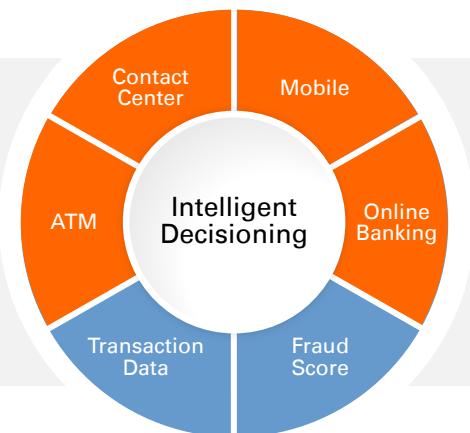 Contact
Center
Mobile
ATM
Intelligent
Decisioning
Online
Banking
Transaction
Data
Fraud
Score